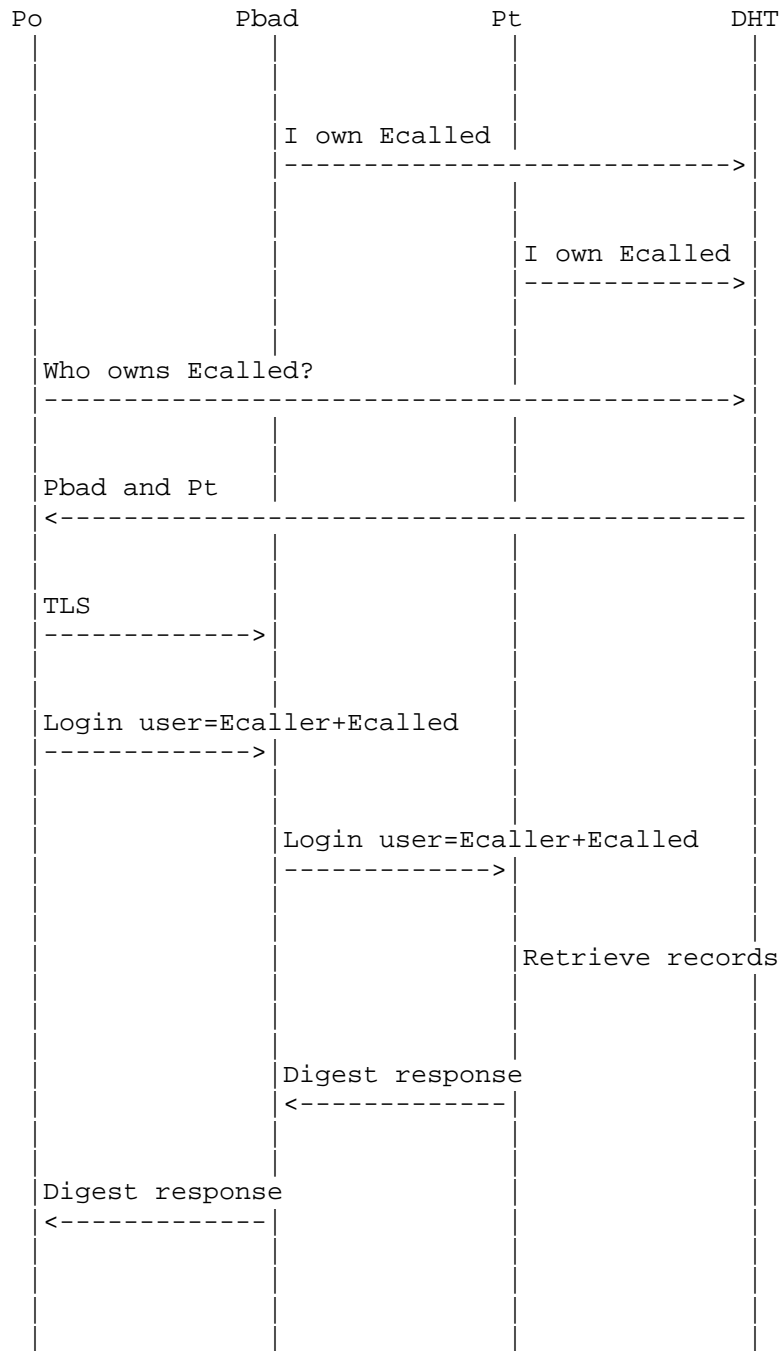 Po Pbad Pt DHT
I own Ecalled
I own Ecalled
Who owns Ecalled?
Pbad and Pt
TLS
Login user=Ecaller+Ecalled
Login user=Ecaller+Ecalled
Retrieve records
Digest response
Digest response